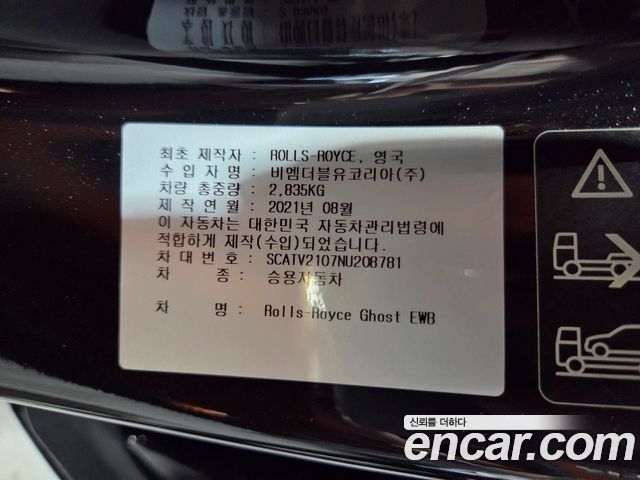 최초 제작자 : ROLLS-ROYCE, 영국
수 입 자 명 : 비엠더블유코리아(주)
차량 총중량 : 2,835KG
제 작 연 월 : 2021년 08월
이 자동차는 대한민국 자동차관리법령에
적합하게 제작(수입)되었습니다.
차 대 번 호 : SCATV2107NU208781
차 종 : 승용자동차
차 명 : Rolls-Royce Ghost EWB
신뢰를 더하다
encar.com